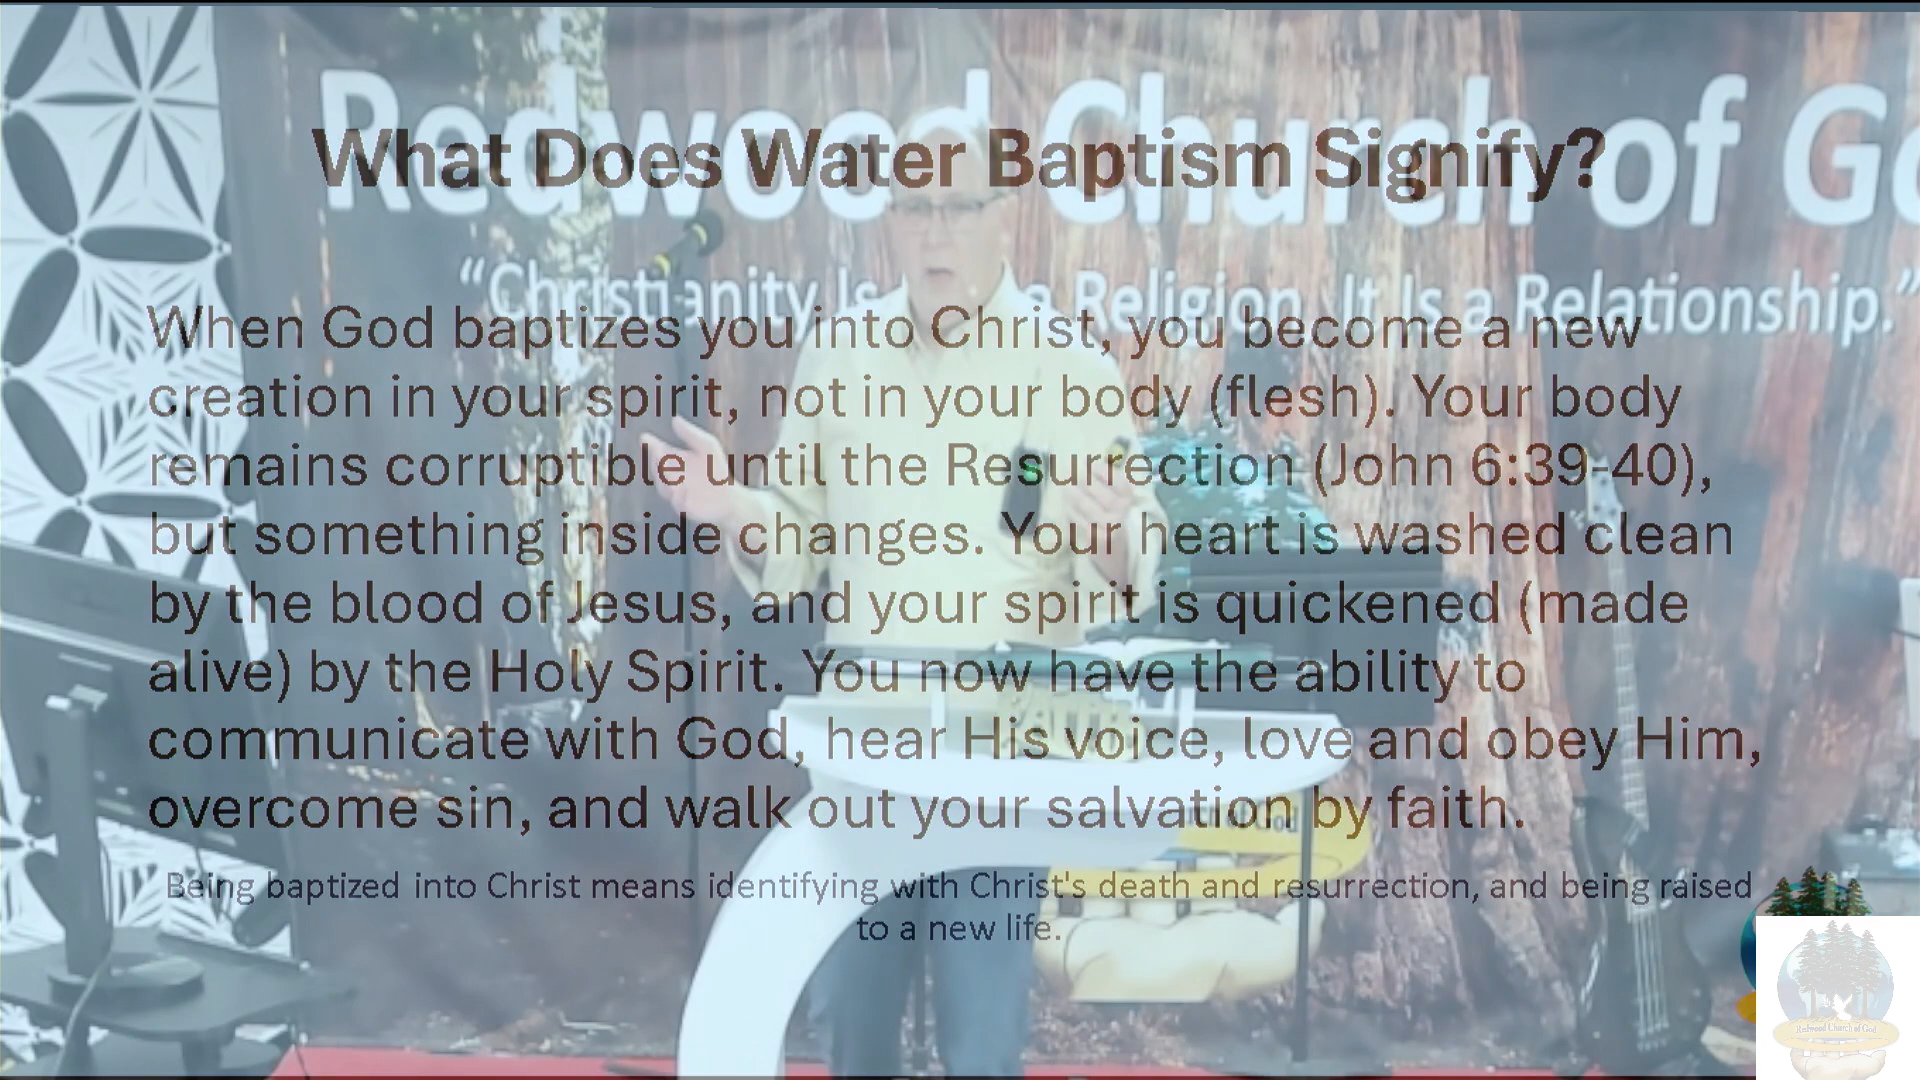 Redwood Church of Go
What Does Water Baptism Signify?
“Christianity Is a Religion. It Is a Relationship.”
When God baptizes you into Christ, you become a new
creation in your spirit, not in your body (flesh). Your body
remains corruptible until the Resurrection (John 6:39-40),
but something inside changes. Your heart is washed clean
by the blood of Jesus, and your spirit is quickened (made
alive) by the Holy Spirit. You now have the ability to
communicate with God, hear His voice, love and obey Him,
overcome sin, and walk out your salvation by faith.
Being baptized into Christ means identifying with Christ's death and resurrection, and being raised
to a new life.
Redwood Church of God